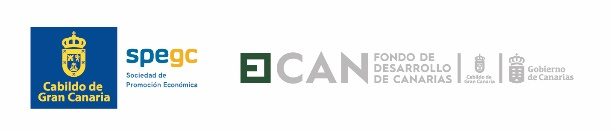 Cabildo de
Gran Canaria
spegc
Sociedad de
Promoción Económica
CAN
FONDO DE
DESARROLLO
DE CANARIAS
Cabildo de
Gran Canaria
Gobierno
de Canarias